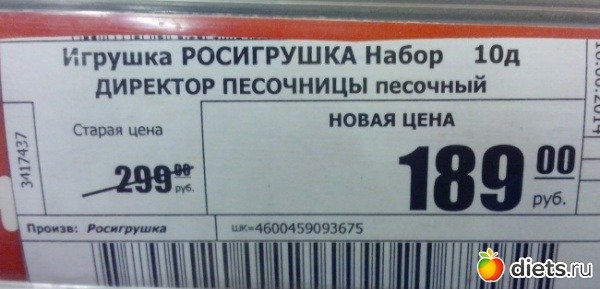 Игрушка РОСИГРУШКА Набор 10д
ДИРЕКТОР ПЕСОЧНИЦЫ песочный
Старая цена
299 00
руб.
НОВАЯ ЦЕНА
189 00
руб.
3417437
Произв: Росигрушка
ШК=4600459093675
diets.ru